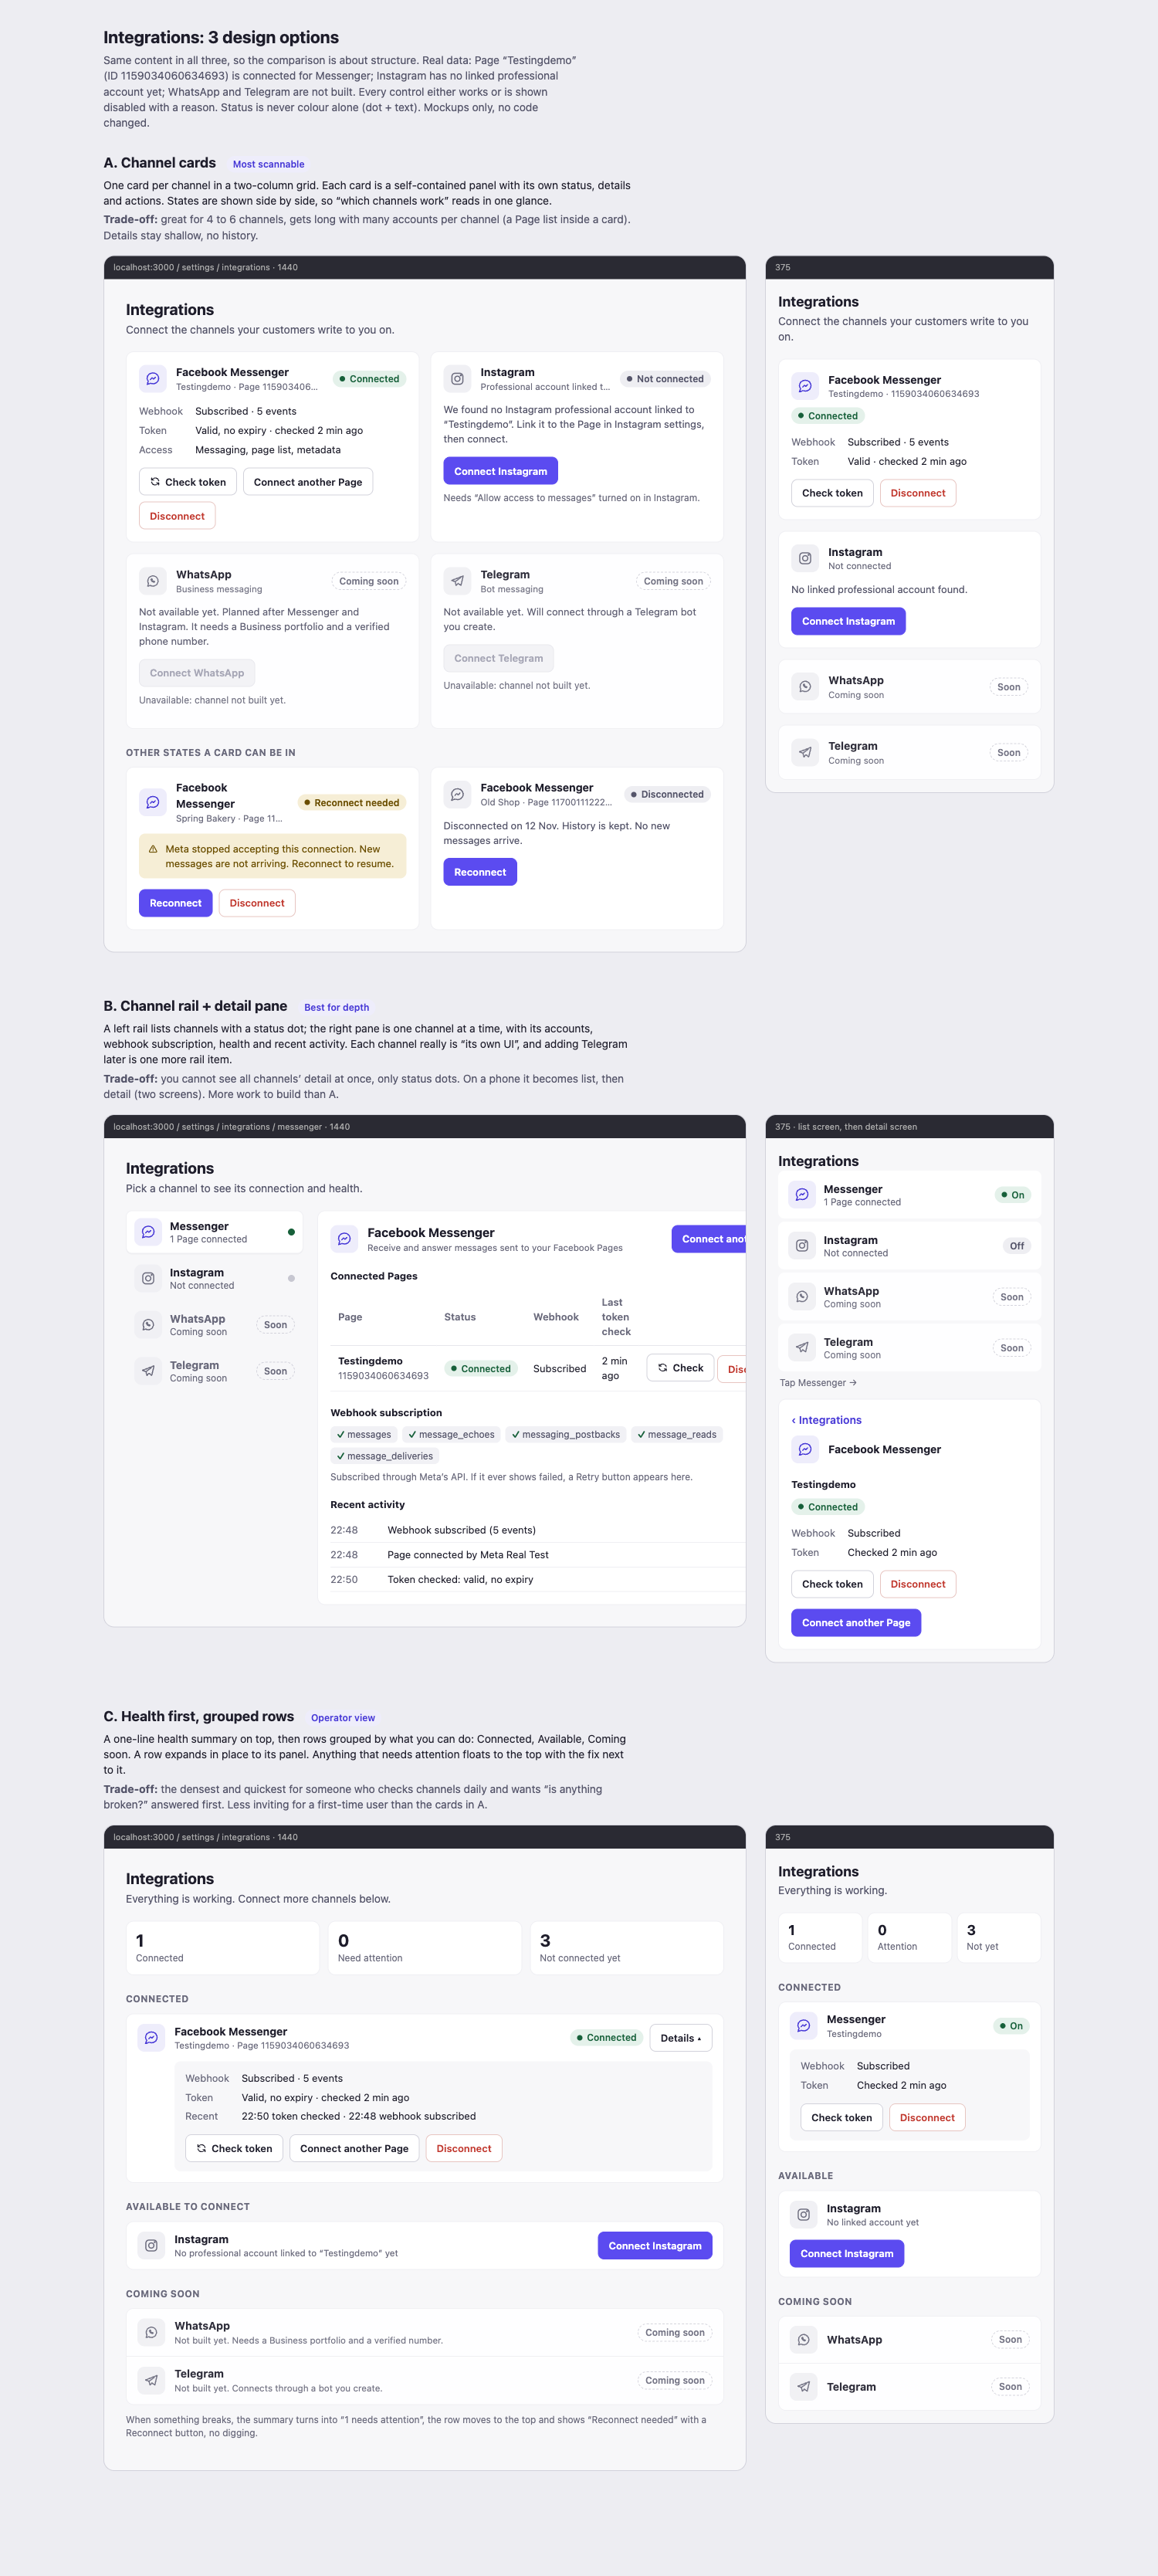 Integrations: 3 design options
Same content in all three, so the comparison is about structure. Real data: Page “Testingdemo”
(ID 1159034060634693) is connected for Messenger; Instagram has no linked professional
account yet; WhatsApp and Telegram are not built. Every control either works or is shown
disabled with a reason. Status is never colour alone (dot + text). Mockups only, no code
changed.
A. Channel cards Most scannable
One card per channel in a two-column grid. Each card is a self-contained panel with its own status, details
and actions. States are shown side by side, so “which channels work” reads in one glance.
Trade-off: great for 4 to 6 channels, gets long with many accounts per channel (a Page list inside a card).
Details stay shallow, no history.
localhost:3000 / settings / integrations · 1440
Integrations
Connect the channels your customers write to you on.
Facebook Messenger
Testingdemo · Page 115903406...
Connected
Webhook Subscribed · 5 events
Token Valid, no expiry · checked 2 min ago
Access Messaging, page list, metadata
Check token
Connect another Page
Disconnect
Instagram
Professional account linked t...
Not connected
We found no Instagram professional account linked to
“Testingdemo”. Link it to the Page in Instagram settings,
then connect.
Connect Instagram
Needs “Allow access to messages” turned on in Instagram.
WhatsApp
Business messaging
Coming soon
Not available yet. Planned after Messenger and
Instagram. It needs a Business portfolio and a verified
phone number.
Connect WhatsApp
Unavailable: channel not built yet.
Telegram
Bot messaging
Coming soon
Not available yet. Will connect through a Telegram bot
you create.
Connect Telegram
Unavailable: channel not built yet.
OTHER STATES A CARD CAN BE IN
Facebook
Messenger
Spring Bakery · Page 11...
Reconnect needed
Meta stopped accepting this connection. New
messages are not arriving. Reconnect to resume.
Reconnect
Disconnect
Facebook Messenger
Old Shop · Page 11700111222...
Disconnected
Disconnected on 12 Nov. History is kept. No new
messages arrive.
Reconnect
375
Integrations
Connect the channels your customers write to you
on.
Facebook Messenger
Testingdemo · 1159034060634693
Connected
Webhook Subscribed · 5 events
Token Valid · checked 2 min ago
Check token
Disconnect
Instagram
Not connected
No linked professional account found.
Connect Instagram
WhatsApp
Coming soon
Soon
Telegram
Coming soon
Soon
B. Channel rail + detail pane Best for depth
A left rail lists channels with a status dot; the right pane is one channel at a time, with its accounts,
webhook subscription, health and recent activity. Each channel really is “its own UI”, and adding Telegram
later is one more rail item.
Trade-off: you cannot see all channels’ detail at once, only status dots. On a phone it becomes list, then
detail (two screens). More work to build than A.
localhost:3000 / settings / integrations / messenger · 1440
Integrations
Pick a channel to see its connection and health.
Messenger
1 Page connected
Instagram
Not connected
WhatsApp
Coming soon
Soon
Telegram
Coming soon
Soon
Facebook Messenger
Receive and answer messages sent to your Facebook Pages
Connect anot
Connected Pages
Page Status Webhook Last token check
Testingdemo
1159034060634693
Connected
Subscribed
2 min
ago
Check
Disc
Webhook subscription
messages message_echoes messaging_postbacks message_reads
message_deliveries
Subscribed through Meta's API. If it ever shows failed, a Retry button appears here.
Recent activity
22:48 Webhook subscribed (5 events)
22:48 Page connected by Meta Real Test
22:50 Token checked: valid, no expiry
375 · list screen, then detail screen
Integrations
Messenger
1 Page connected
On
Instagram
Not connected
Off
WhatsApp
Coming soon
Soon
Telegram
Coming soon
Soon
Tap Messenger →
‹ Integrations
Facebook Messenger
Testingdemo
Connected
Webhook Subscribed
Token Checked 2 min ago
Check token
Disconnect
Connect another Page
C. Health first, grouped rows Operator view
A one-line health summary on top, then rows grouped by what you can do: Connected, Available, Coming
soon. A row expands in place to its panel. Anything that needs attention floats to the top with the fix next
to it.
Trade-off: the densest and quickest for someone who checks channels daily and wants “is anything
broken?” answered first. Less inviting for a first-time user than the cards in A.
localhost:3000 / settings / integrations · 1440
Integrations
Everything is working. Connect more channels below.
1
Connected
0
Need attention
3
Not connected yet
CONNECTED
Facebook Messenger
Testingdemo · Page 1159034060634693
Connected
Details ▴
Webhook Subscribed · 5 events
Token Valid, no expiry · checked 2 min ago
Recent 22:50 token checked · 22:48 webhook subscribed
Check token
Connect another Page
Disconnect
AVAILABLE TO CONNECT
Instagram
No professional account linked to “Testingdemo” yet
Connect Instagram
COMING SOON
WhatsApp
Not built yet. Needs a Business portfolio and a verified number.
Coming soon
Telegram
Not built yet. Connects through a bot you create.
Coming soon
When something breaks, the summary turns into “1 needs attention”, the row moves to the top and shows “Reconnect needed” with a
Reconnect button, no digging.
375
Integrations
Everything is working.
1
Connected
0
Attention
3
Not yet
CONNECTED
Messenger
Testingdemo
On
Webhook Subscribed
Token Checked 2 min ago
Check token
Disconnect
AVAILABLE
Instagram
No linked account yet
Connect Instagram
COMING SOON
WhatsApp
Soon
Telegram
Soon